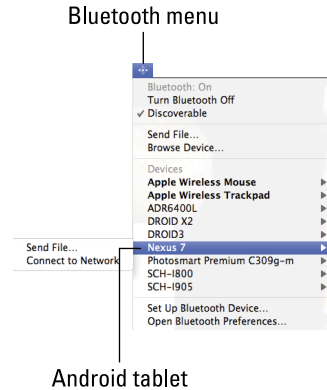 Bluetooth menu
Bluetooth: On
Turn Bluetooth Off
✓ Discoverable
Send File...
Browse Device...
Devices
Apple Wireless Mouse
Apple Wireless Trackpad
ADR6400L
DROID X2
DROID3
Nexus 7
Send File...
Connect to Network
Photosmart Premium C309g-m
SCH-I800
SCH-I905
Set Up Bluetooth Device...
Open Bluetooth Preferences...
Android tablet